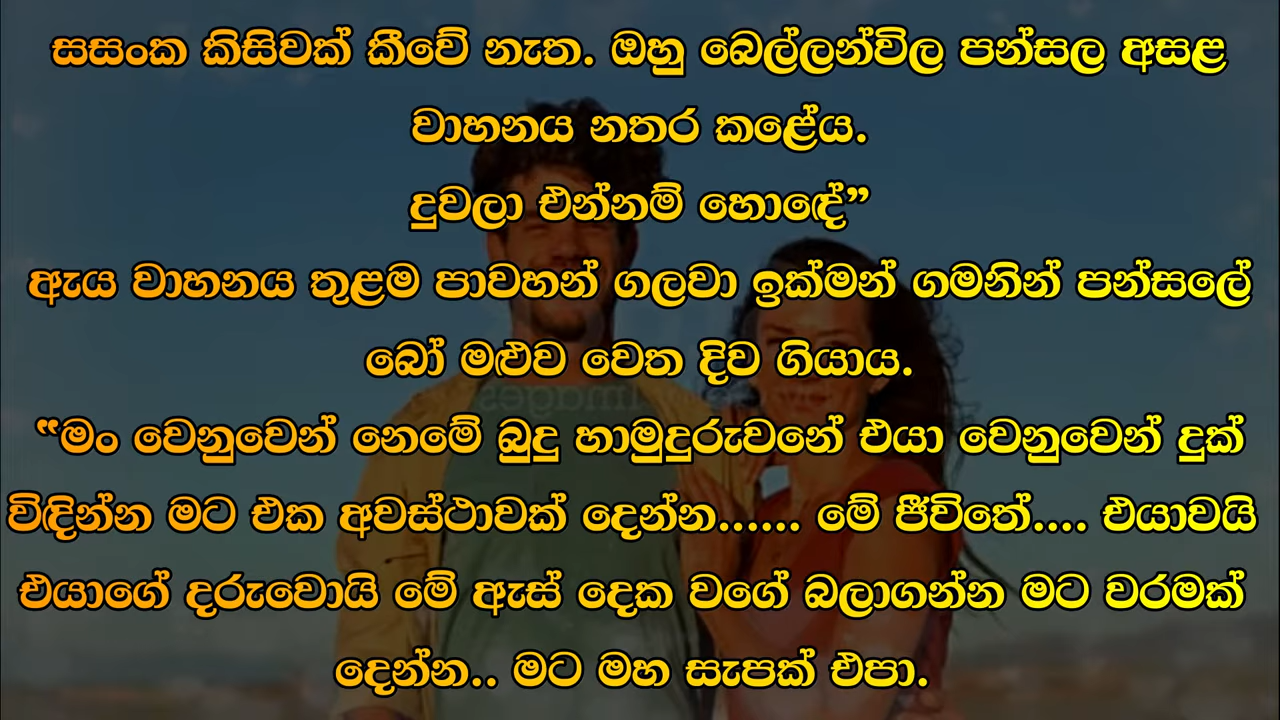 සසංක කිසිවක් කීවේ නැත. ඔහු බෙල්ලන්විල පන්සල අසළ
වාහනය නතර කළේය.
දුවලා එන්නම් හොඳේ”
ඇය වාහනය තුළම පාවහන් ගලවා ඉක්මන් ගමනින් පන්සලේ
බෝ මළුව වෙත දිව ගියාය.
“මං වෙනුවෙන් නෙමේ බුදු හාමුදුරුවනේ එයා වෙනුවෙන් දුක්
විඳින්න මට එක අවස්ථාවක් දෙන්න...... මේ ජීවිතේ.... එයාවයි
එයාගේ දරුවොයි මේ ඇස් දෙක වගේ බලාගන්න මට වරමක්
දෙන්න.. මට මහ සැපක් එපා.